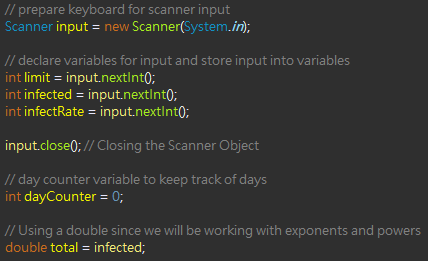 // prepare keyboard for scanner input
Scanner input = new Scanner(System.in);
// declare variables for input and store input into variables
int limit = input.nextInt();
int infected = input.nextInt();
int infectRate = input.nextInt();
input.close(); // Closing the Scanner Object
// day counter variable to keep track of days
int dayCounter = 0;
// Using a double since we will be working with exponents and powers
double total = infected;